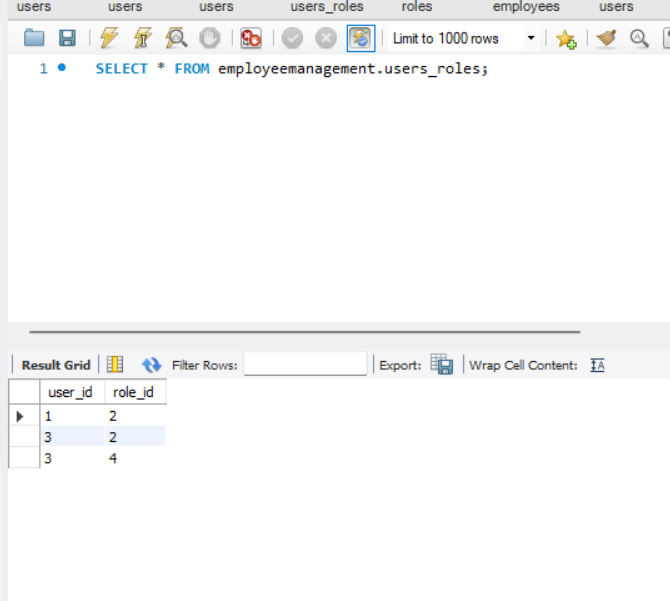 users users users users_roles roles employees users
Limit to 1000 rows
1 SELECT * FROM employeemanagement.users_roles;
Result Grid Filter Rows: Export: Wrap Cell Content:
user_id role_id
1 2
3 2
3 4